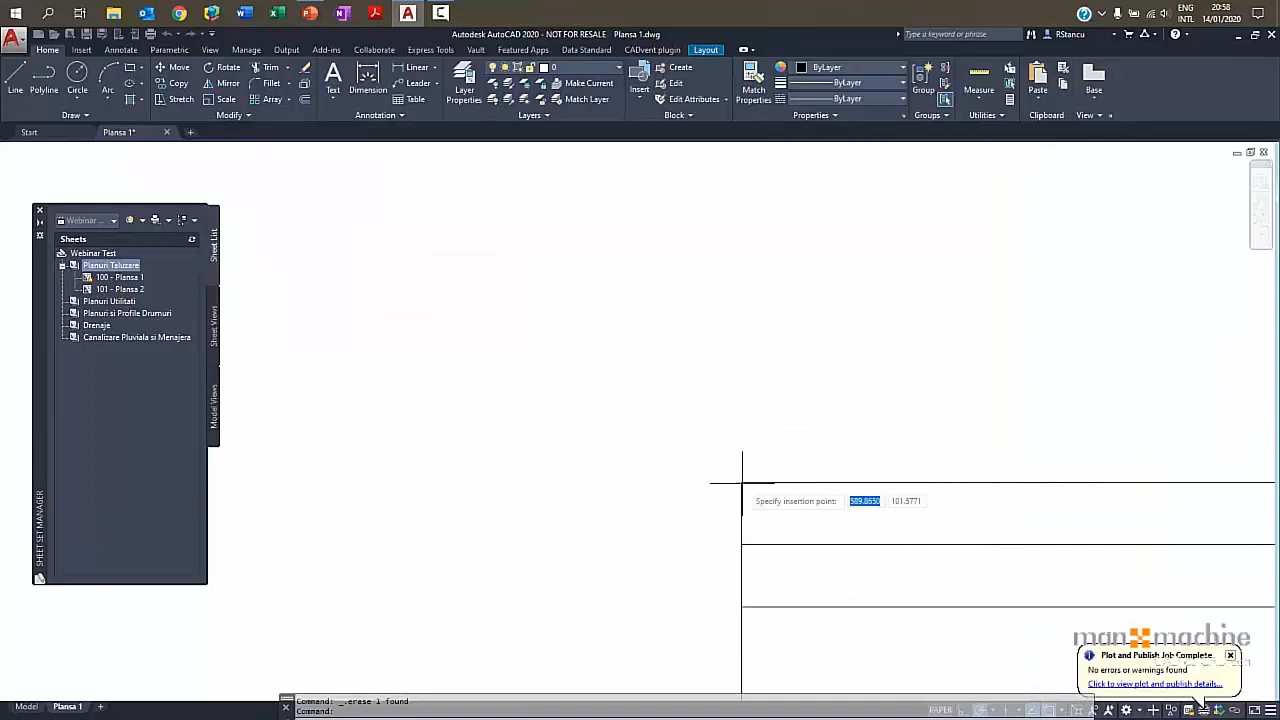 20:58
ENG
INTL
14/01/2020
Autodesk AutoCAD 2020 - NOT FOR RESALE Plansa 1.dwg
Type a keyword or phrase
RStancu
Home Insert Annotate Parametric View Manage Output Add-ins Collaborate Express Tools Vault Featured Apps Data Standard CADvent plugin Layout
Line Polyline Circle Arc
Move Rotate Trim
Copy Mirror Fillet
Stretch Scale Array
Text Dimension
Linear
Leader
Table
Layer Properties
0
Make Current
Match Layer
Insert
Create
Edit
Edit Attributes
Match Properties
ByLayer
ByLayer
ByLayer
Group
Measure
Paste
Base
Draw Modify Annotation Layers Block Properties Groups Utilities Clipboard View
Start Plansa 1*
Webinar ...
Sheets
Webinar Test
Planuri Taluzare
100 - Plansa 1
101 - Plansa 2
Planuri Utilitati
Planuri si Profile Drumuri
Drenaje
Canalizare Pluviala si Menajera
Sheet List
Sheet Views
Model Views
SHEET SET MANAGER
Specify insertion point: 589.8650 101.5771
man machine
Plot and Publish Job Complete
No errors or warnings found
Click to view plot and publish details...
Command: _.erase 1 found
Command:
Model Plansa 1
PAPER